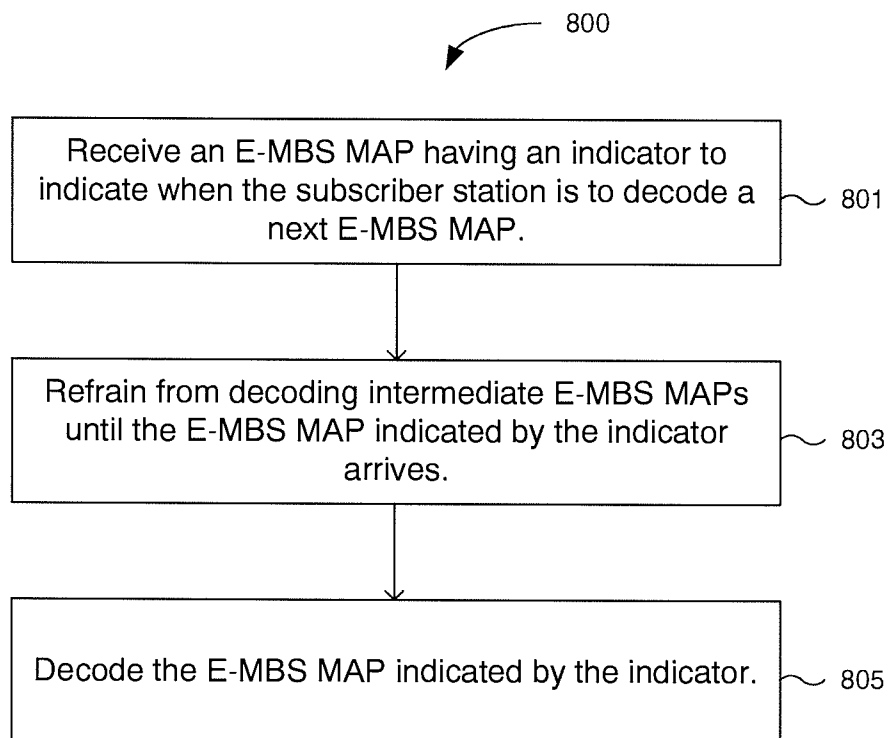 800
Receive an E-MBS MAP having an indicator to
indicate when the subscriber station is to decode a
next E-MBS MAP.
801
Refrain from decoding intermediate E-MBS MAPs
until the E-MBS MAP indicated by the indicator
arrives.
803
Decode the E-MBS MAP indicated by the indicator.
805